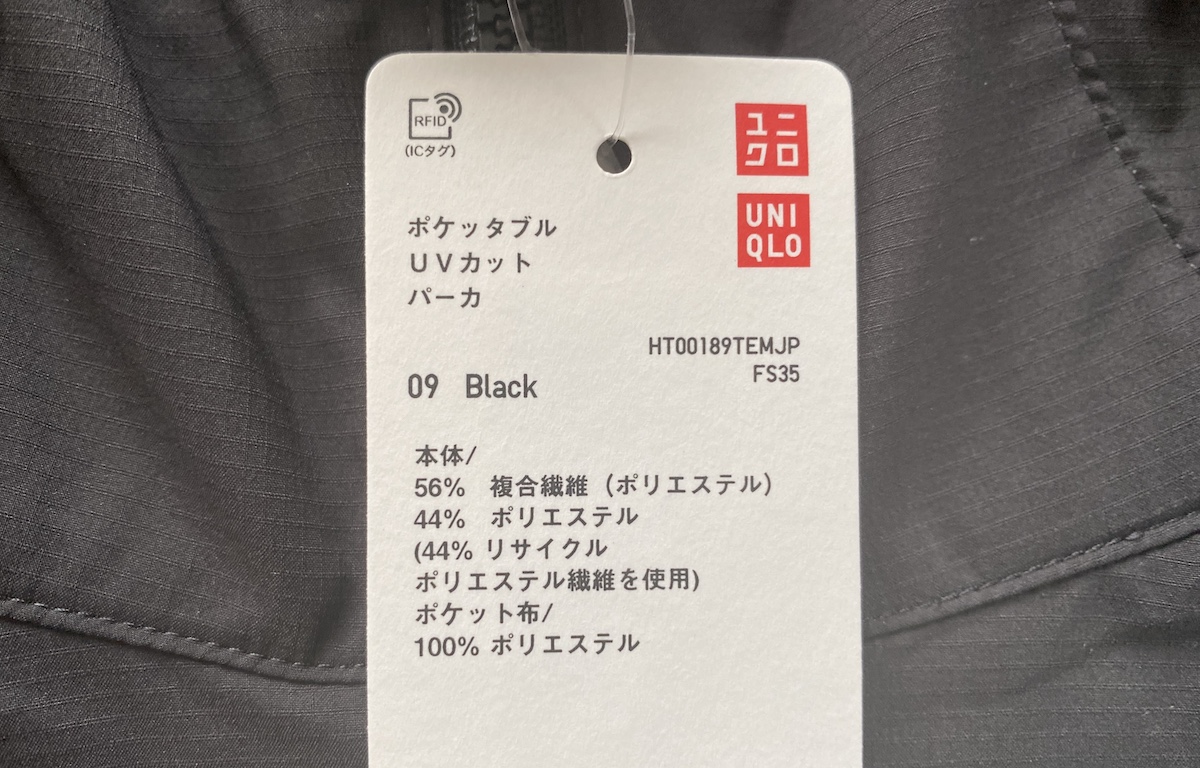 RFID
(ICタグ)
ユニ
クロ
UNI
QLO
ポケッタブル
UVカット
パーカ
HT00189TEMJP
FS35
09 Black
本体/
56% 複合繊維（ポリエステル）
44% ポリエステル
(44% リサイクル
ポリエステル繊維を使用)
ポケット布/
100% ポリエステル